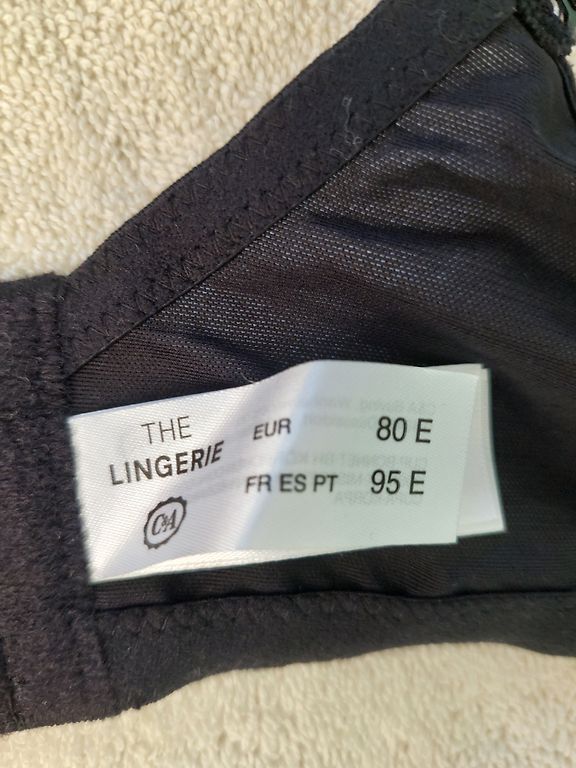 THE
LINGERIE
C&A
EUR 80 E
FR ES PT 95 E